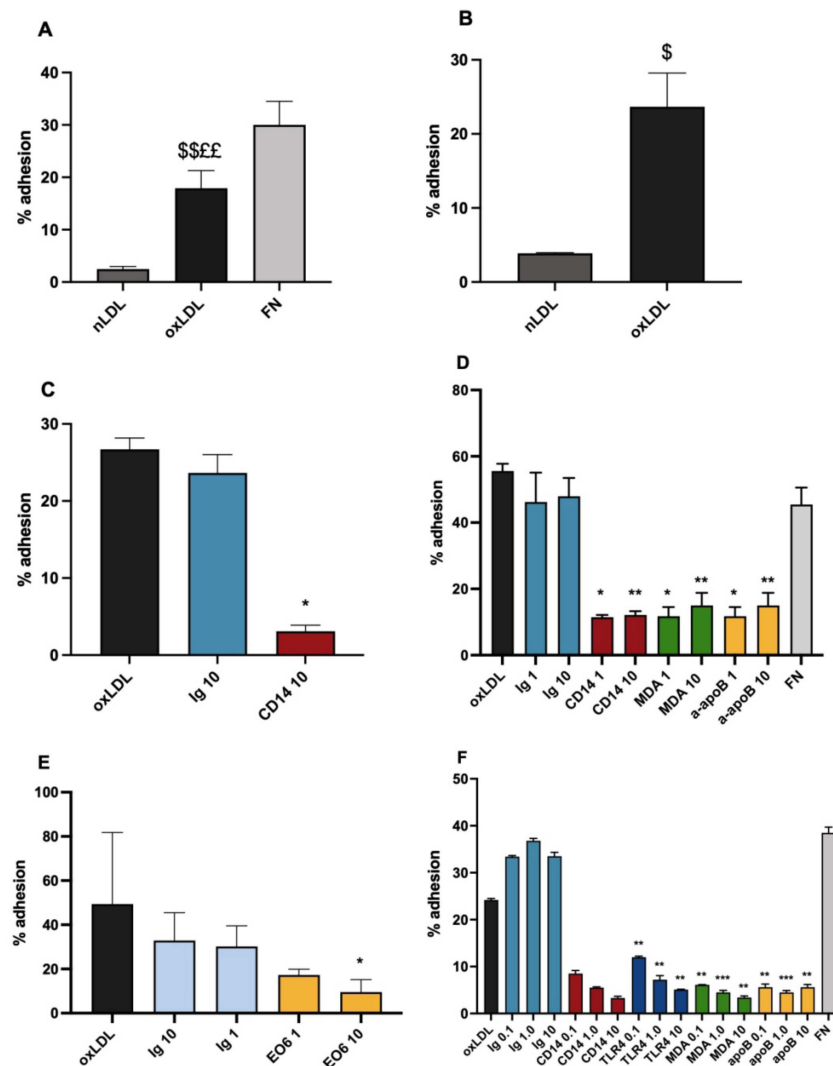 A
% adhesion
40
30
20
10
0
$$££
nLDL
oxLDL
FN
B
% adhesion
30
20
10
0
$
nLDL
oxLDL
C
% adhesion
30
20
10
0
*
oxLDL
Ig 10
CD14 10
D
% adhesion
80
60
40
20
0
* ** * ** * **
oxLDL
Ig 1
Ig 10
CD14 1
CD14 10
MDA 1
MDA 10
a-apoB 1
a-apoB 10
FN
E
% adhesion
100
80
60
40
20
0
*
oxLDL
Ig 10
Ig 1
EO6 1
EO6 10
F
% adhesion
50
40
30
20
10
0
** ** ** ** *** ** ** *** **
oxLDL
Ig 0.1
Ig 1.0
Ig 10
CD14 0.1
CD14 1.0
CD14 10
TLR4 0.1
TLR4 1.0
TLR4 10
MDA 0.1
MDA 1.0
MDA 10
apoB 0.1
apoB 1.0
apoB 10
FN